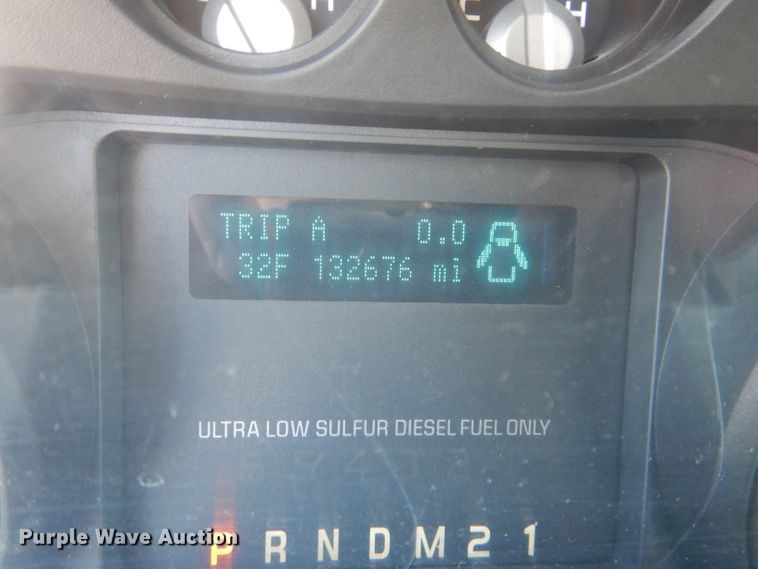 H
C H
TRIP A 0.0
32F 132676 mi
ULTRA LOW SULFUR DIESEL FUEL ONLY
P R N D M 2 1
Purple Wave Auction